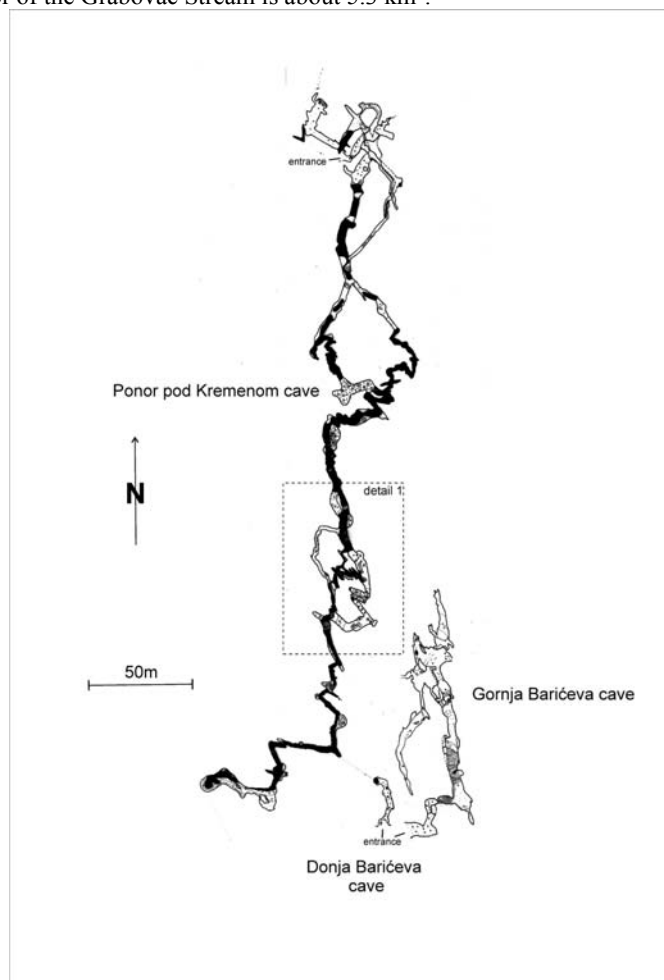 of the Grabovac Stream is about 5.5 km².
entrance
Ponor pod Kremenom cave
detail 1
N
50m
Gornja Barićeva cave
entrance
Donja Barićeva
cave